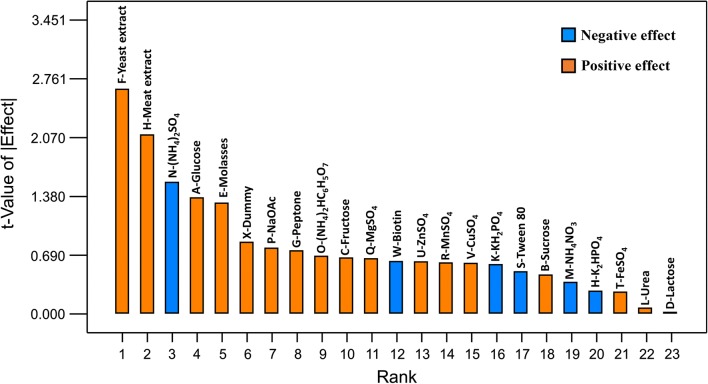 3.451
2.761
2.070
1.380
0.690
0.000
t-Value of |Effect|
Negative effect
Positive effect
F-Yeast extract
H-Meat extract
N-(NH₄)₂SO₄
A-Glucose
E-Molasses
X-Dummy
P-NaOAc
G-Peptone
O-(NH₄)₂HC₆H₅O₇
C-Fructose
Q-MgSO₄
W-Biotin
U-ZnSO₄
R-MnSO₄
V-CuSO₄
K-KH₂PO₄
S-Tween 80
B-Sucrose
M-NH₄NO₃
H-K₂HPO₄
T-FeSO₄
L-Urea
D-Lactose
1 2 3 4 5 6 7 8 9 10 11 12 13 14 15 16 17 18 19 20 21 22 23
Rank